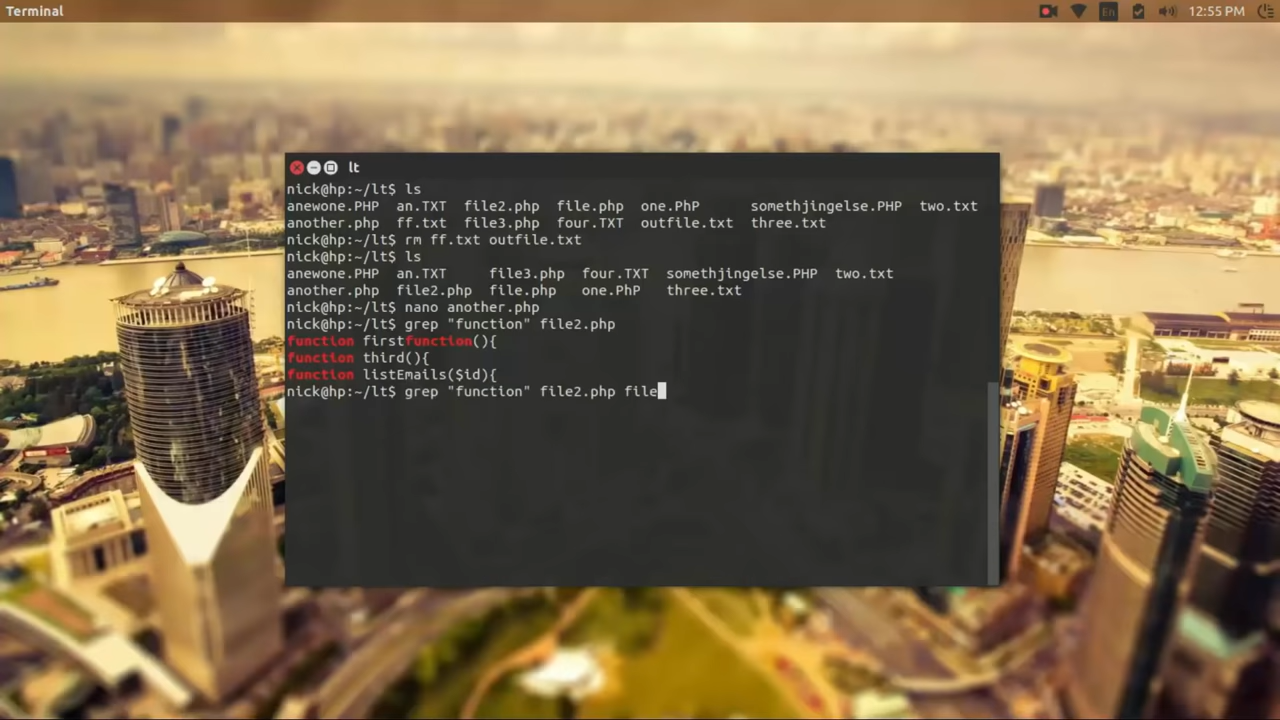 Terminal
En
12:55 PM
lt
nick@hp:~/lt$ ls
anewone.PHP an.TXT file2.php file.php one.PhP somethjingelse.PHP two.txt
another.php ff.txt file3.php four.TXT outfile.txt three.txt
nick@hp:~/lt$ rm ff.txt outfile.txt
nick@hp:~/lt$ ls
anewone.PHP an.TXT file3.php four.TXT somethjingelse.PHP two.txt
another.php file2.php file.php one.PhP three.txt
nick@hp:~/lt$ nano another.php
nick@hp:~/lt$ grep "function" file2.php
function firstfunction(){
function third(){
function listEmails($id){
nick@hp:~/lt$ grep "function" file2.php file